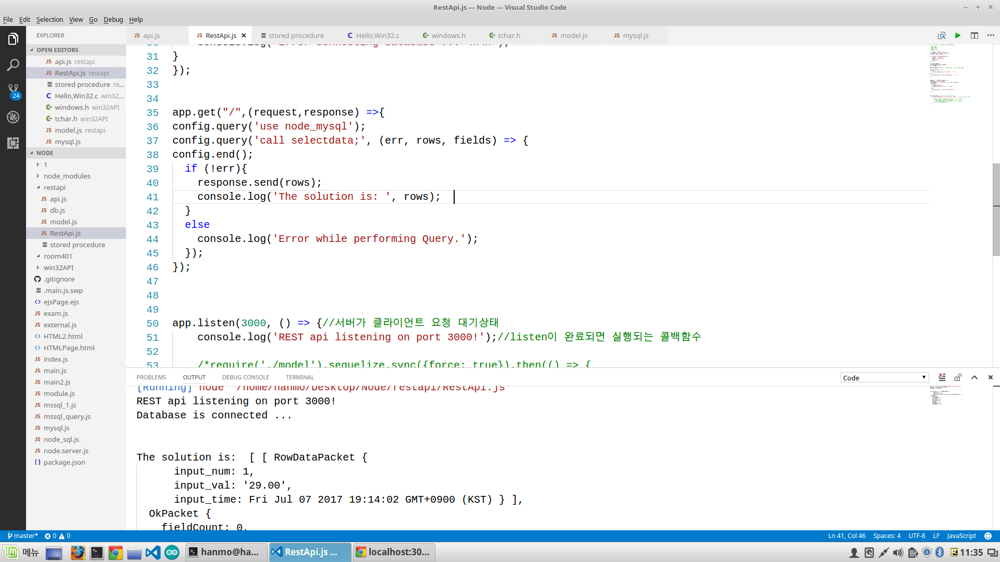 RestApi.js — Node — Visual Studio Code
File Edit Selection View Go Debug Help
EXPLORER
OPEN EDITORS
api.js restapi
RestApi.js restapi
stored procedure re...
Hello,Win32.c win32...
windows.h win32API
tchar.h win32API
model.js restapi
mysql.js
24
NODE
1
node_modules
restapi
api.js
db.js
model.js
RestApi.js
stored procedure
room401
win32API
.gitignore
.main.js.swp
ejsPage.ejs
exam.js
external.js
HTML2.html
HTMLPage.html
index.js
main.js
main2.js
module.js
mssql_1.js
mssql_query.js
mysql.js
node_sql.js
node.server.js
package.json
api.js RestApi.js stored procedure Hello,Win32.c windows.h tchar.h model.js mysql.js
31 }
32 });
33
34
35 app.get("/",(request,response) =>{
36 config.query('use node_mysql');
37 config.query('call selectdata;', (err, rows, fields) => {
38 config.end();
39 if (!err){
40 response.send(rows);
41 console.log('The solution is: ', rows);
42 }
43 else
44 console.log('Error while performing Query.');
45 });
46 });
47
48
49
50 app.listen(3000, () => {//서버가 클라이언트 요청 대기상태
51 console.log('REST api listening on port 3000!');//listen이 완료되면 실행되는 콜백함수
52
53 /*require('./model').sequelize.sync({force: true}).then(() => {
PROBLEMS OUTPUT DEBUG CONSOLE TERMINAL
Code
[Running] node "/home/hanmo/Desktop/Node/restapi/RestApi.js"
REST api listening on port 3000!
Database is connected ...
The solution is: [ [ RowDataPacket {
input_num: 1,
input_val: '29.00',
input_time: Fri Jul 07 2017 19:14:02 GMT+0900 (KST) } ],
OkPacket {
fieldCount: 0,
master* 0 0
Ln 41, Col 46 Spaces: 4 UTF-8 LF JavaScript
메뉴
hanmo@ha...
RestApi.js ...
localhost:30...
11:35